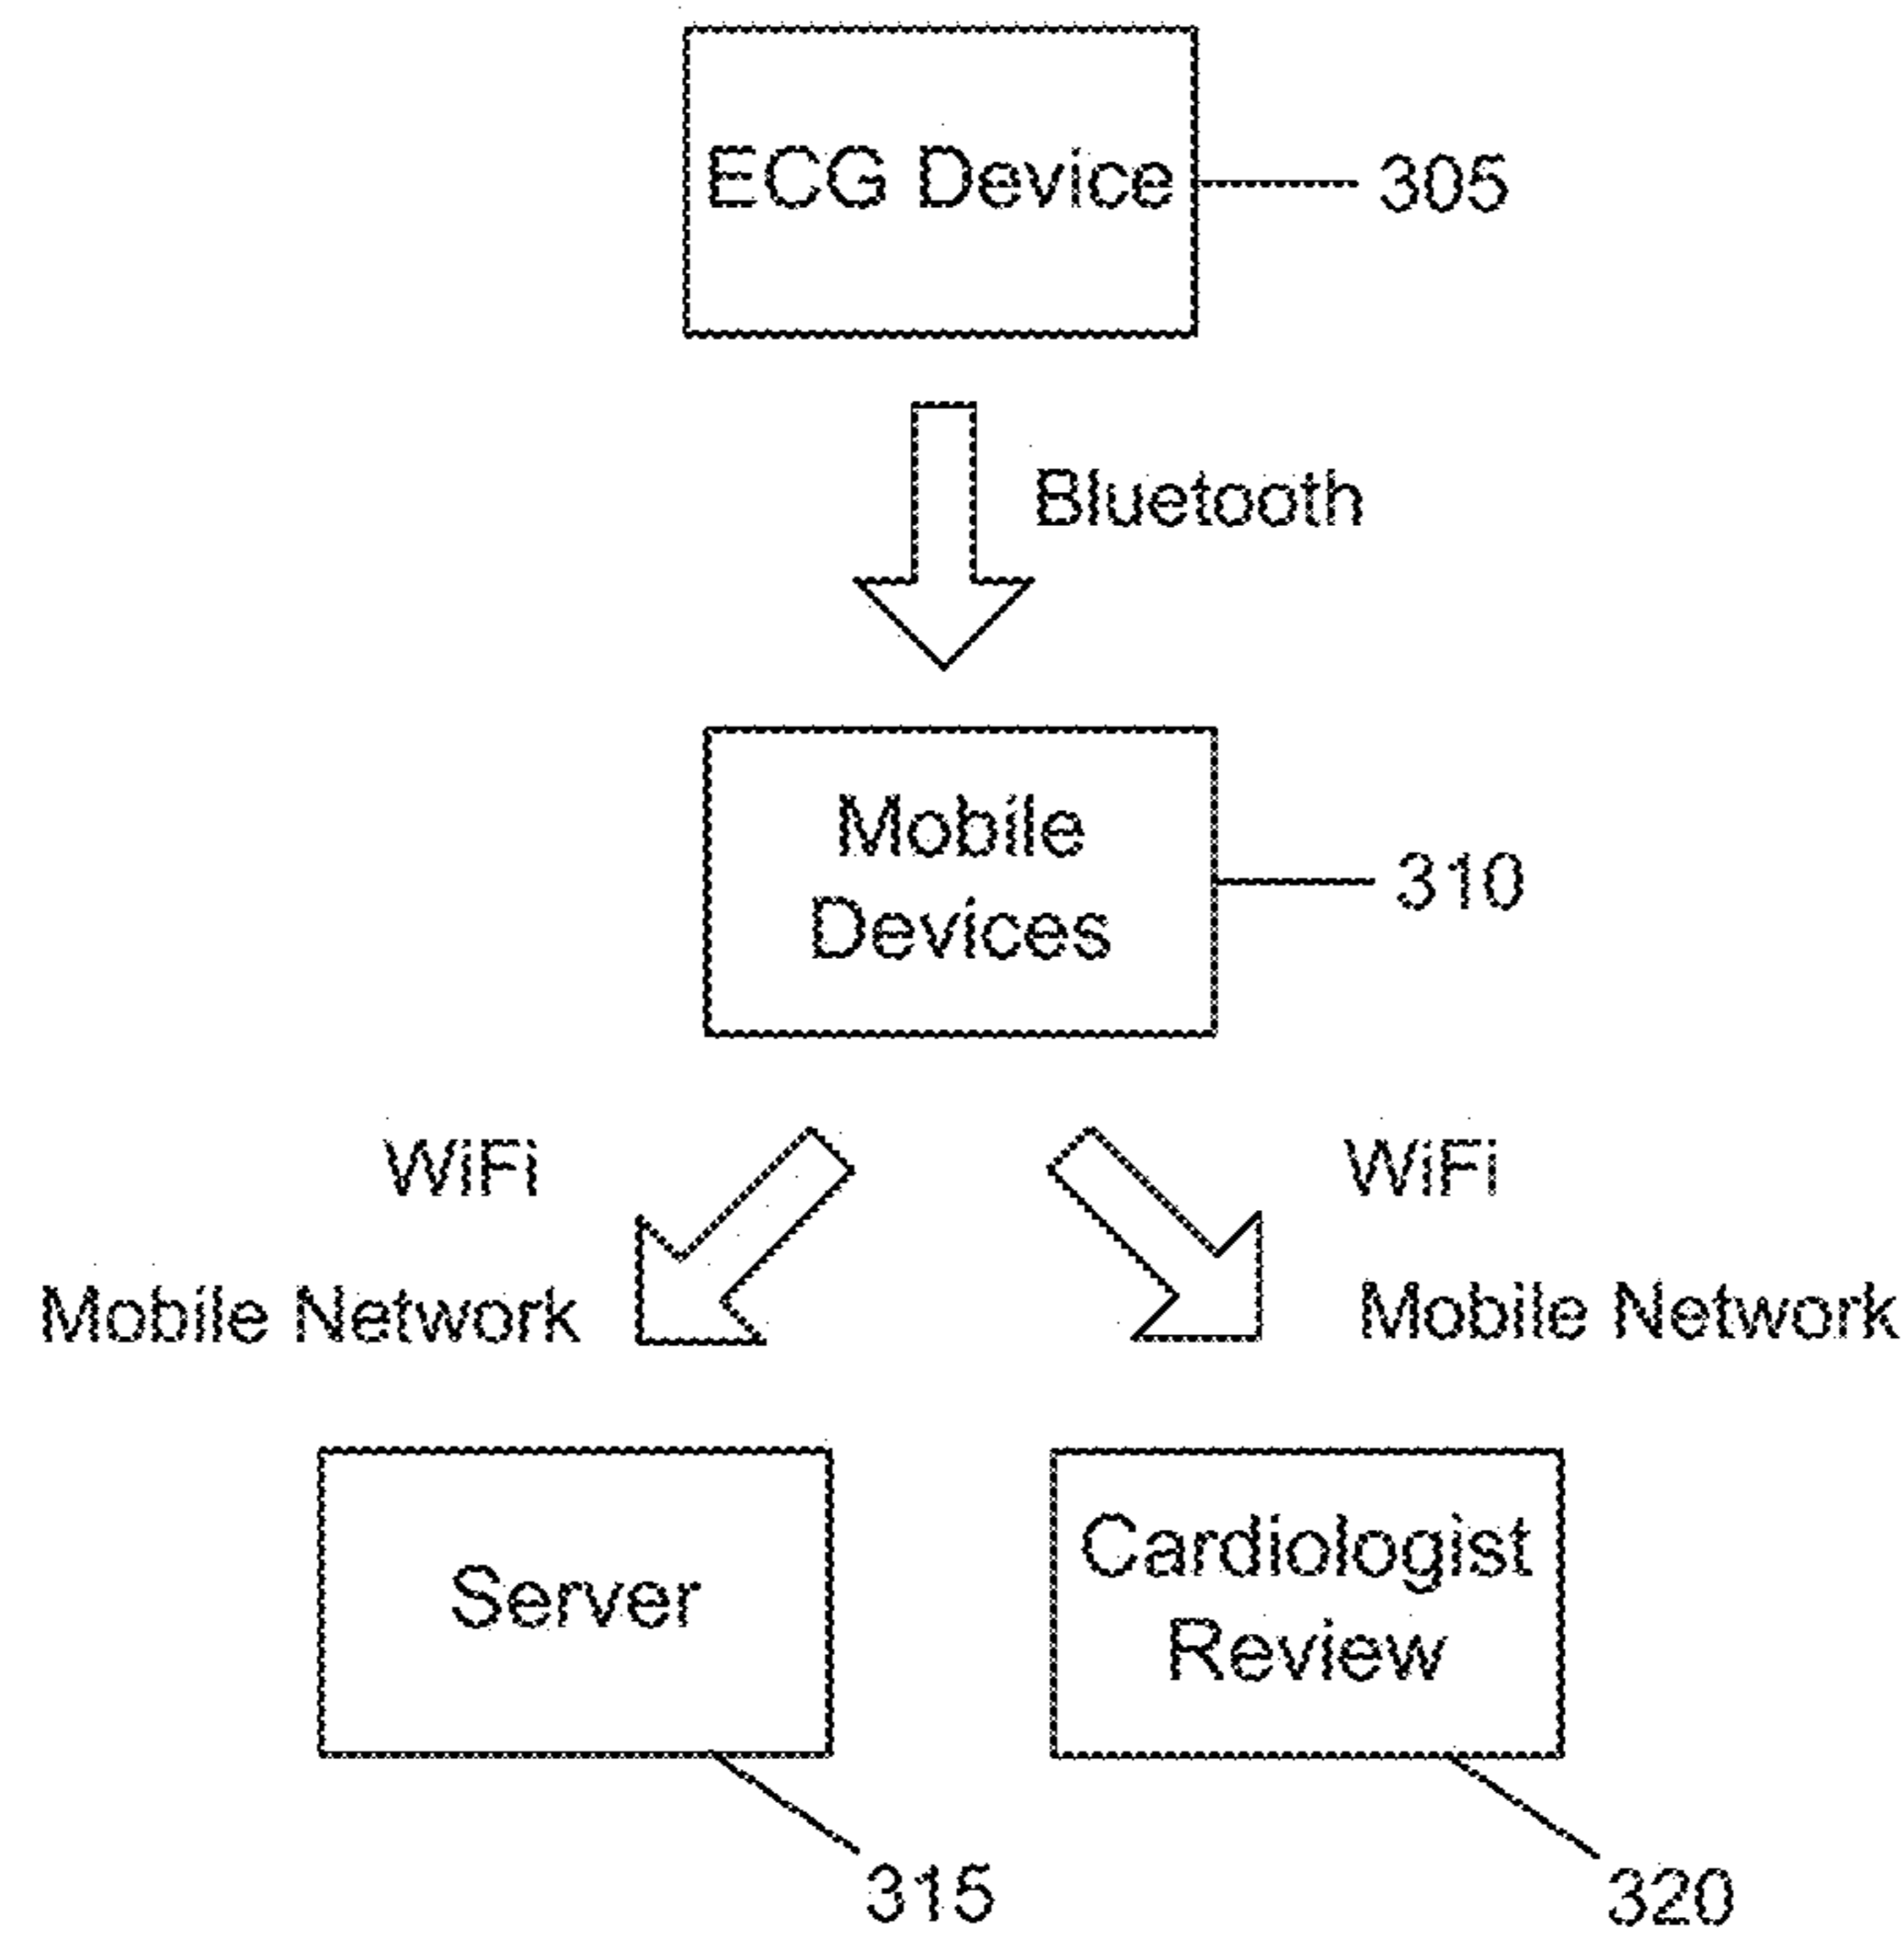 ECG Device
305
Bluetooth
Mobile
Devices
310
WiFi
WiFi
Mobile Network
Mobile Network
Server
Cardiologist
Review
315
320